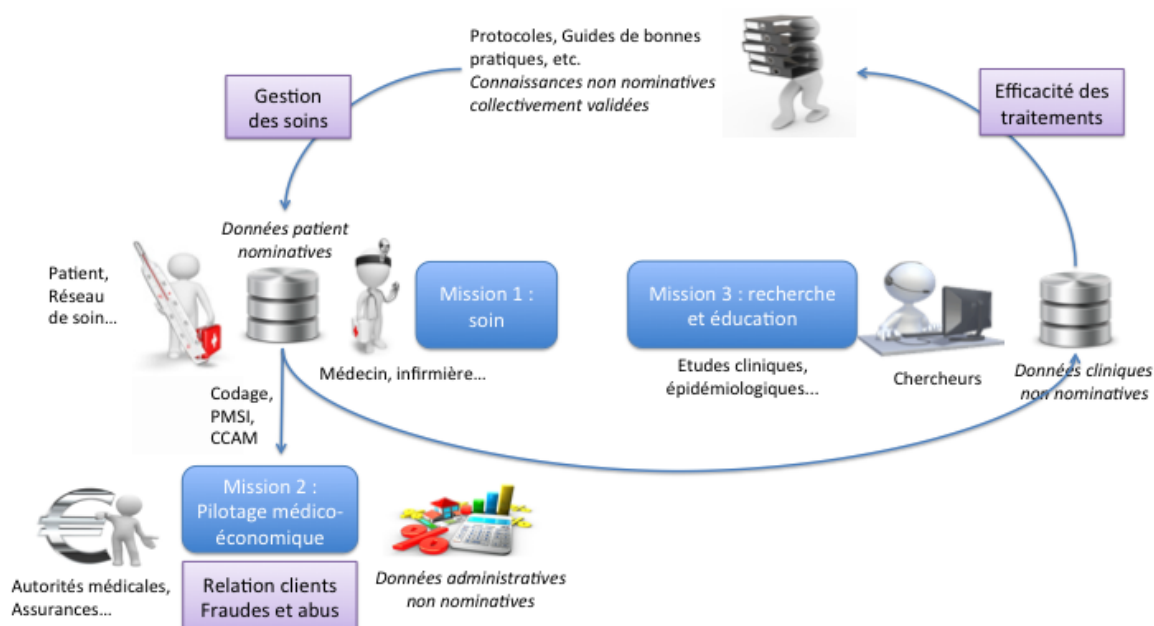 Protocoles, Guides de bonnes
pratiques, etc.
Connaissances non nominatives
collectivement validées
Gestion
des soins
Efficacité des
traitements
Données patient
nominatives
Patient,
Réseau
de soin...
Mission 1 :
soin
Médecin, infirmière...
Mission 3 : recherche
et éducation
Etudes cliniques,
épidémiologiques...
Chercheurs
Données cliniques
non nominatives
Codage,
PMSI,
CCAM
Mission 2 :
Pilotage médico-
économique
Autorités médicales,
Assurances...
Relation clients
Fraudes et abus
Données administratives
non nominatives